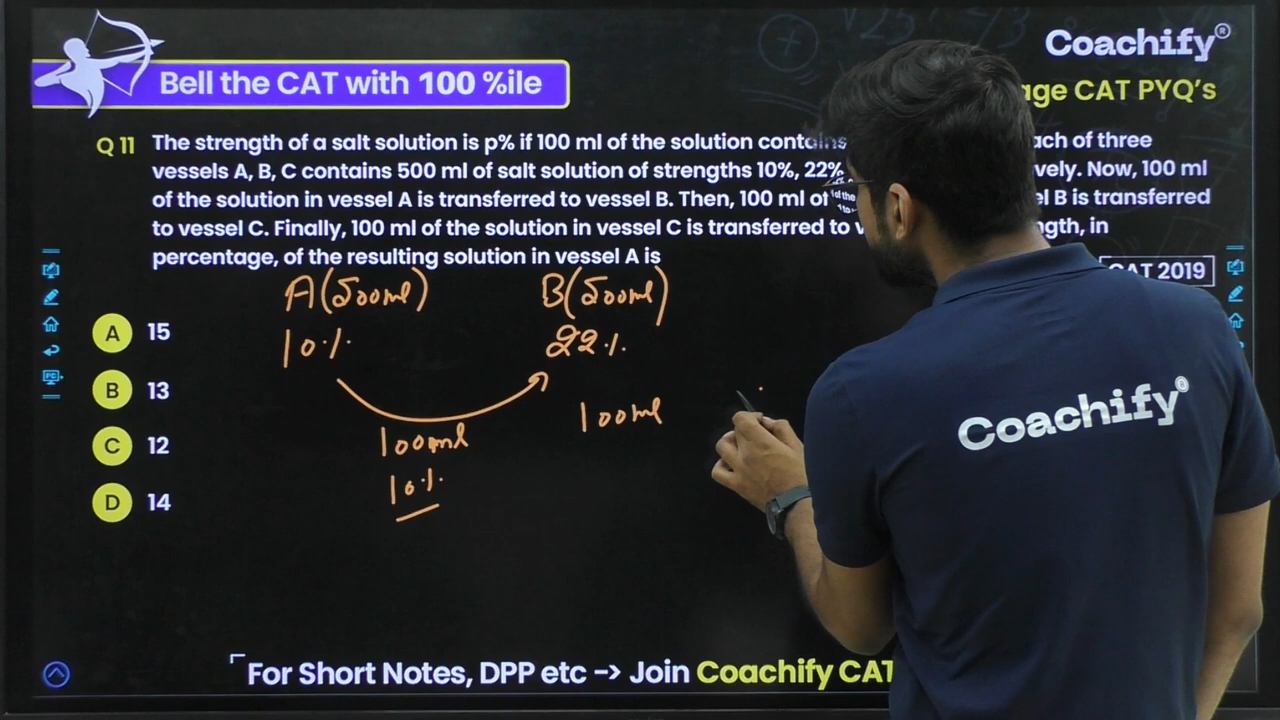 Bell the CAT with 100 %ile
Coachify®
age CAT PYQ's
Q 11 The strength of a salt solution is p% if 100 ml of the solution contains ach of three
vessels A, B, C contains 500 ml of salt solution of strengths 10%, 22% vely. Now, 100 ml
of the solution in vessel A is transferred to vessel B. Then, 100 ml of el B is transferred
to vessel C. Finally, 100 ml of the solution in vessel C is transferred to v ngth, in
percentage, of the resulting solution in vessel A is
CAT 2019
A(500ml) B(500ml)
10% 22%
100ml
100ml
10%
A 15
B 13
C 12
D 14
Coachify®
For Short Notes, DPP etc -> Join Coachify CAT